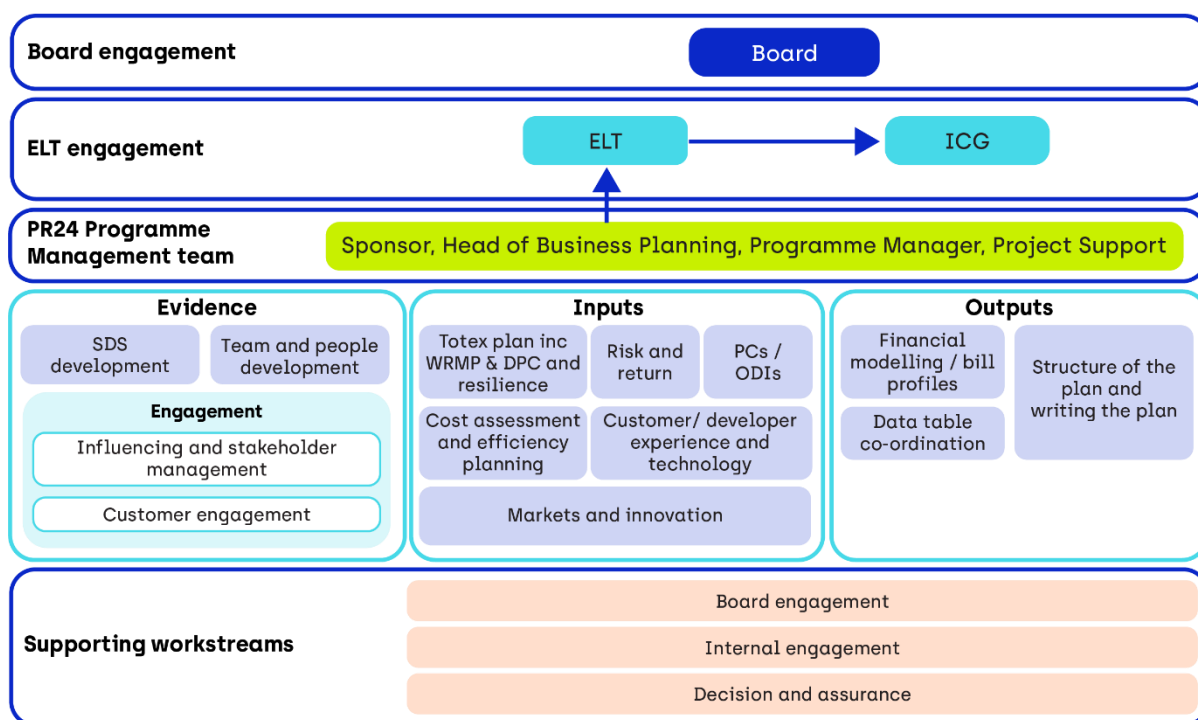 Board engagement
Board
ELT engagement
ELT
ICG
PR24 Programme
Management team
Sponsor, Head of Business Planning, Programme Manager, Project Support
Evidence
SDS
development
Team and people
development
Engagement
Influencing and stakeholder
management
Customer engagement
Inputs
Totex plan inc
WRMP & DPC and
resilience
Risk and
return
PCs /
ODIs
Cost assessment
and efficiency
planning
Customer/ developer
experience and
technology
Markets and innovation
Outputs
Financial
modelling / bill
profiles
Data table
co-ordination
Structure of the
plan and
writing the plan
Supporting workstreams
Board engagement
Internal engagement
Decision and assurance